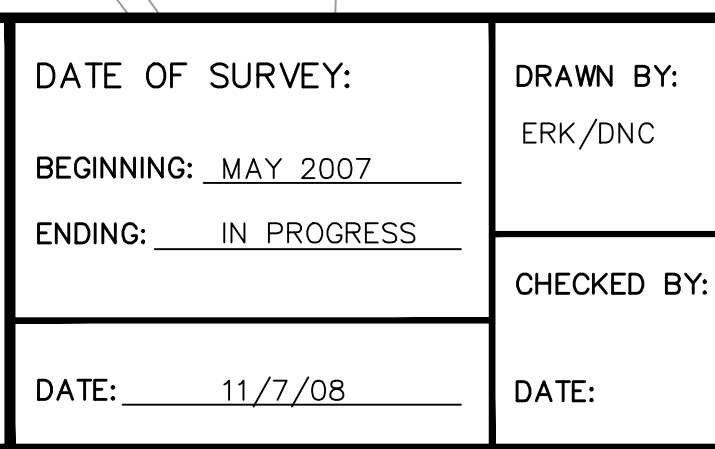 DATE OF SURVEY:
BEGINNING: MAY 2007
ENDING: IN PROGRESS
DATE: 11/7/08
DRAWN BY:
ERK/DNC
CHECKED BY:
DATE: